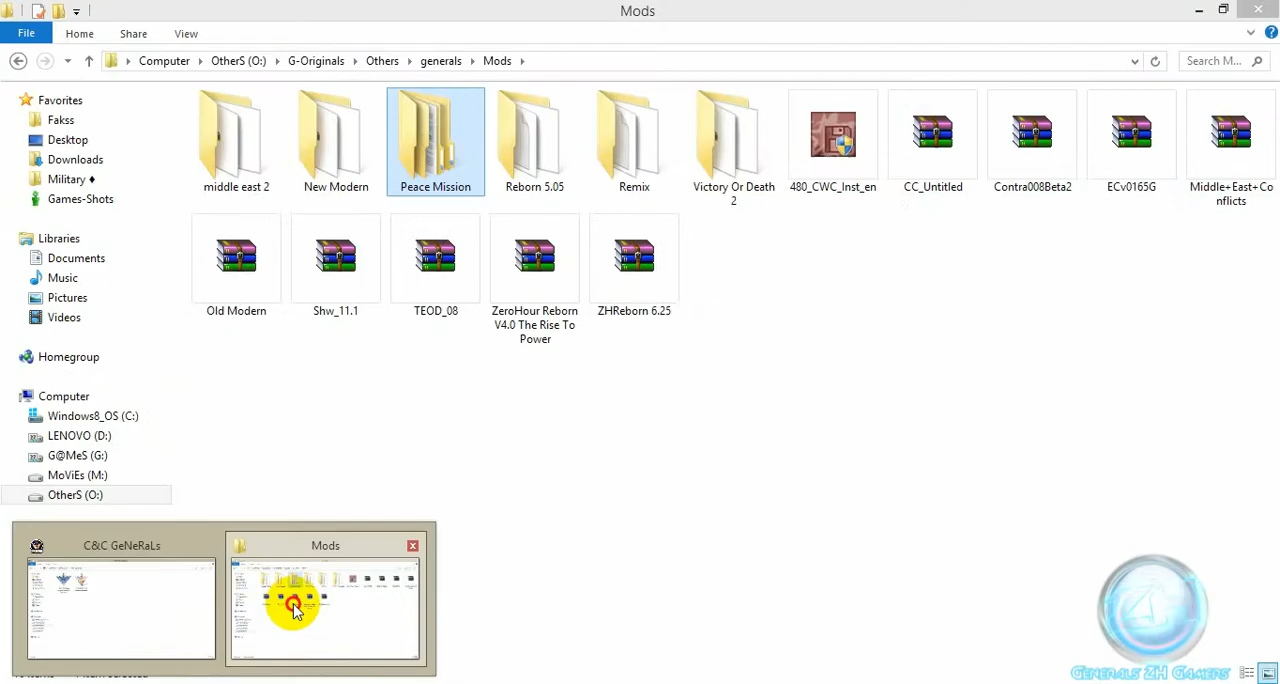 Mods
File
Home
Share
View
Computer
OtherS (O:)
G-Originals
Others
generals
Mods
Search M...
Favorites
Fakss
Desktop
Downloads
Military ♦
Games-Shots
Libraries
Documents
Music
Pictures
Videos
Homegroup
Computer
Windows8_OS (C:)
LENOVO (D:)
G@MeS (G:)
MoViEs (M:)
OtherS (O:)
middle east 2
New Modern
Peace Mission
Reborn 5.05
Remix
Victory Or Death
2
480_CWC_Inst_en
CC_Untitled
Contra008Beta2
ECv0165G
Middle+East+Co
nflicts
Old Modern
Shw_11.1
TEOD_08
ZeroHour Reborn
V4.0 The Rise To
Power
ZHReborn 6.25
C&C GeNeRaLs
Mods
Generals ZH Gamers